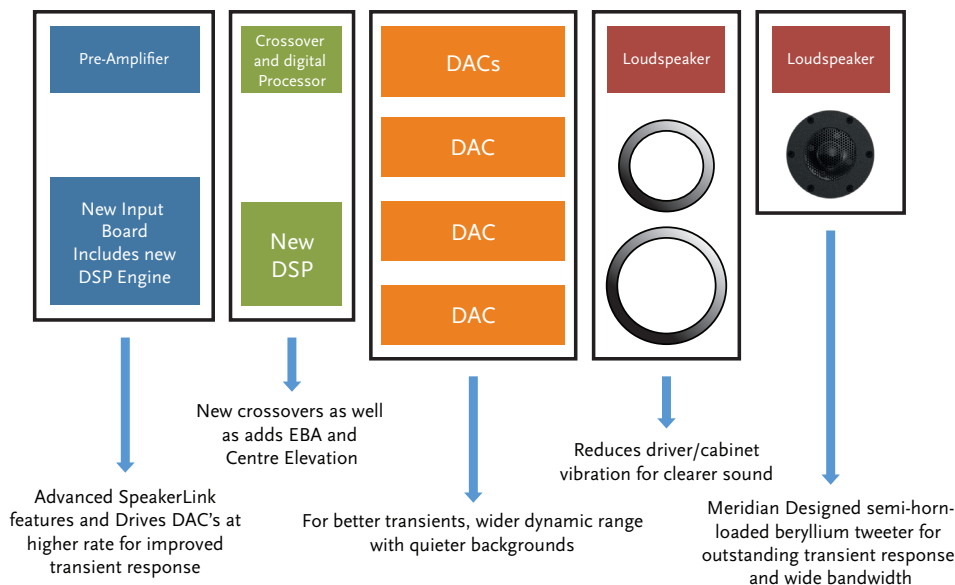 Pre-Amplifier
New Input
Board
Includes new
DSP Engine
Advanced SpeakerLink
features and Drives DAC's at
higher rate for improved
transient response
Crossover
and digital
Processor
New
DSP
New crossovers as well
as adds EBA and
Centre Elevation
DACs
DAC
DAC
DAC
For better transients, wider dynamic range
with quieter backgrounds
Loudspeaker
Reduces driver/cabinet
vibration for clearer sound
Loudspeaker
Meridian Designed semi-horn-
loaded beryllium tweeter for
outstanding transient response
and wide bandwidth